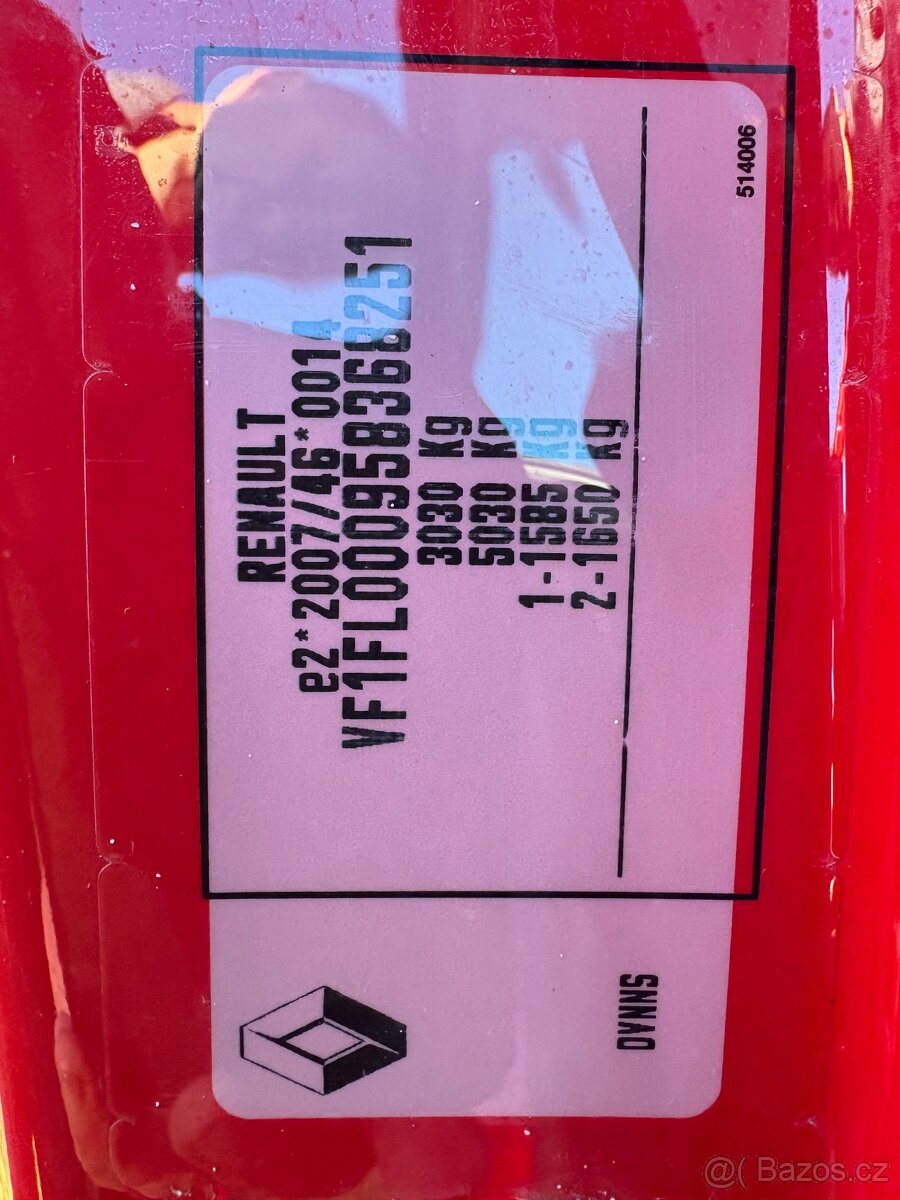 RENAULT
e2*2007/46*0014
VF1FL000958368251
3030 kg
5030 kg
1-1585 kg
2-1650 kg
514006
DVNNS
@( Bazos.cz